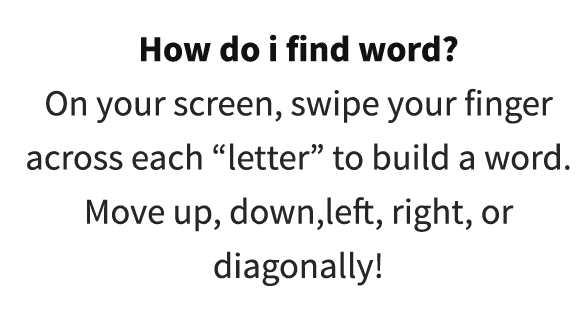 How do i find word?
On your screen, swipe your finger
across each “letter” to build a word.
Move up, down,left, right, or
diagonally!